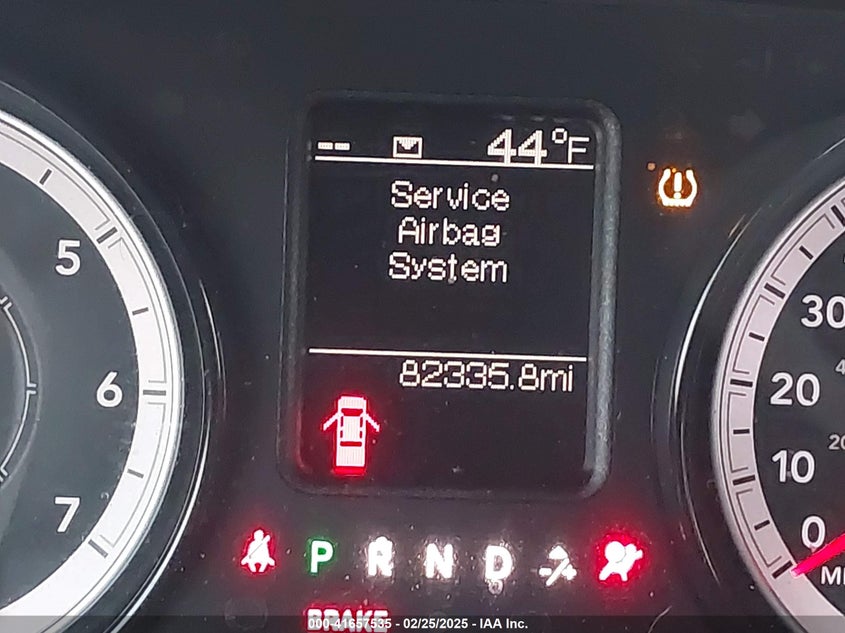 -- 44°F
Service
Airbag
System
82335.8mi
5
6
7
30
20
10
0
P R N D
BRAKE
000-41657535 - 02/25/2025 - IAA Inc.